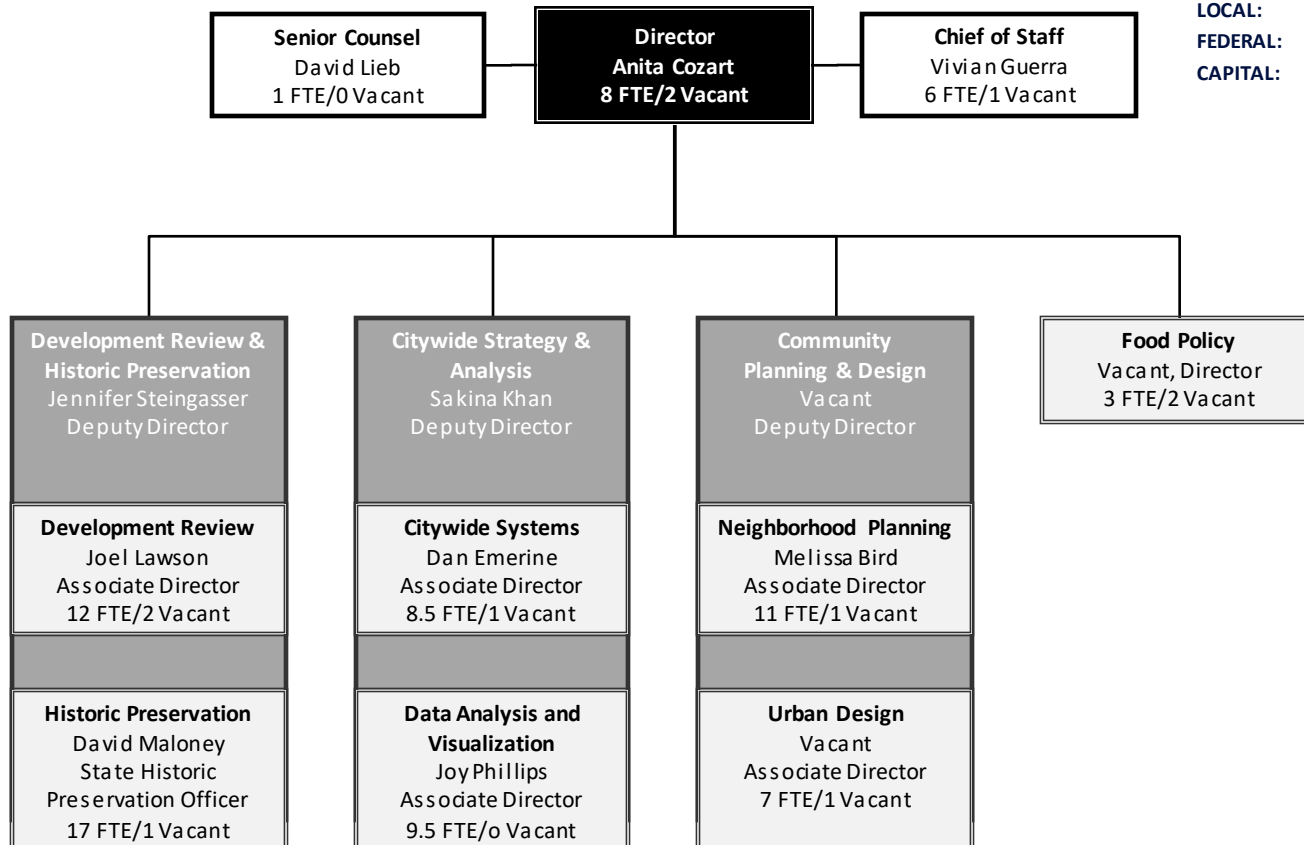 LOCAL:
FEDERAL:
CAPITAL:
Senior Counsel
David Lieb
1 FTE/0 Vacant
Director
Anita Cozart
8 FTE/2 Vacant
Chief of Staff
Vivian Guerra
6 FTE/1 Vacant
Development Review &
Historic Preservation
Jennifer Steingasser
Deputy Director
Development Review
Joel Lawson
Associate Director
12 FTE/2 Vacant
Historic Preservation
David Maloney
State Historic
Preservation Officer
17 FTE/1 Vacant
Citywide Strategy &
Analysis
Sakina Khan
Deputy Director
Citywide Systems
Dan Emerine
Associate Director
8.5 FTE/1 Vacant
Data Analysis and
Visualization
Joy Phillips
Associate Director
9.5 FTE/o Vacant
Community
Planning & Design
Vacant
Deputy Director
Neighborhood Planning
Melissa Bird
Associate Director
11 FTE/1 Vacant
Urban Design
Vacant
Associate Director
7 FTE/1 Vacant
Food Policy
Vacant, Director
3 FTE/2 Vacant